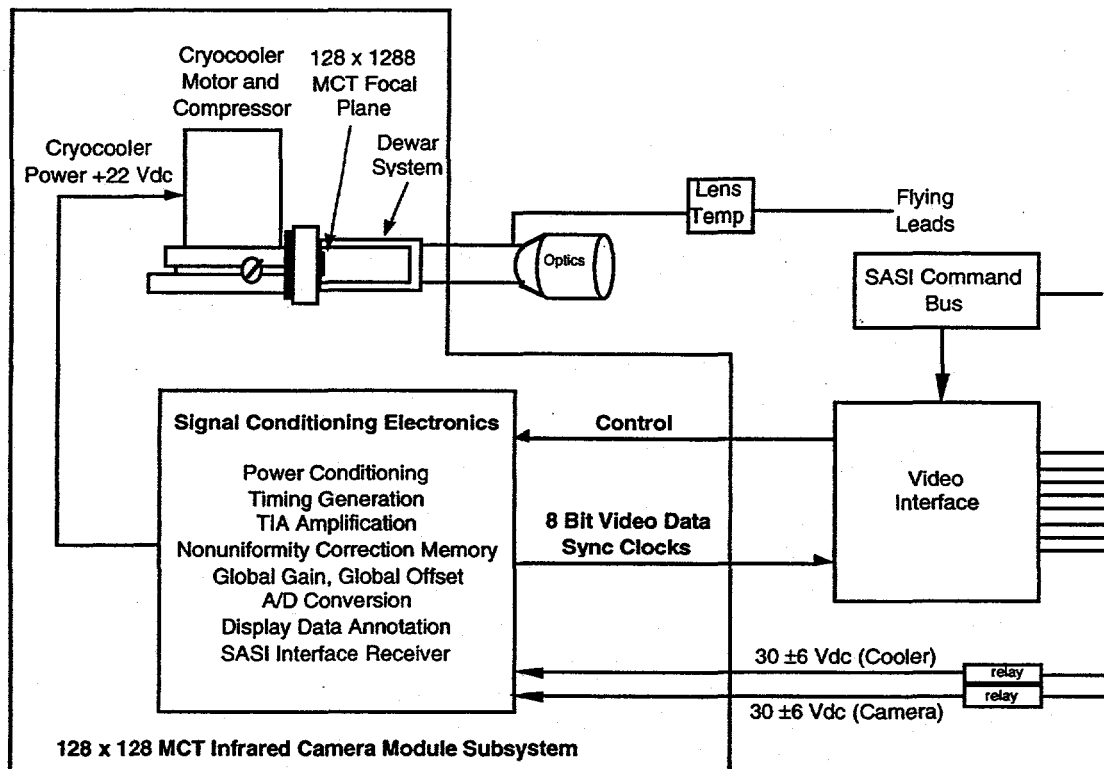 Cryocooler
Motor and
Compressor
128 x 1288
MCT Focal
Plane
Dewar
System
Cryocooler
Power +22 Vdc
Lens
Temp
Flying
Leads
Optics
SASI Command
Bus
Signal Conditioning Electronics
Power Conditioning
Timing Generation
TIA Amplification
Nonuniformity Correction Memory
Global Gain, Global Offset
A/D Conversion
Display Data Annotation
SASI Interface Receiver
Control
8 Bit Video Data
Sync Clocks
Video
Interface
30 ±6 Vdc (Cooler)
relay
relay
30 ±6 Vdc (Camera)
128 x 128 MCT Infrared Camera Module Subsystem